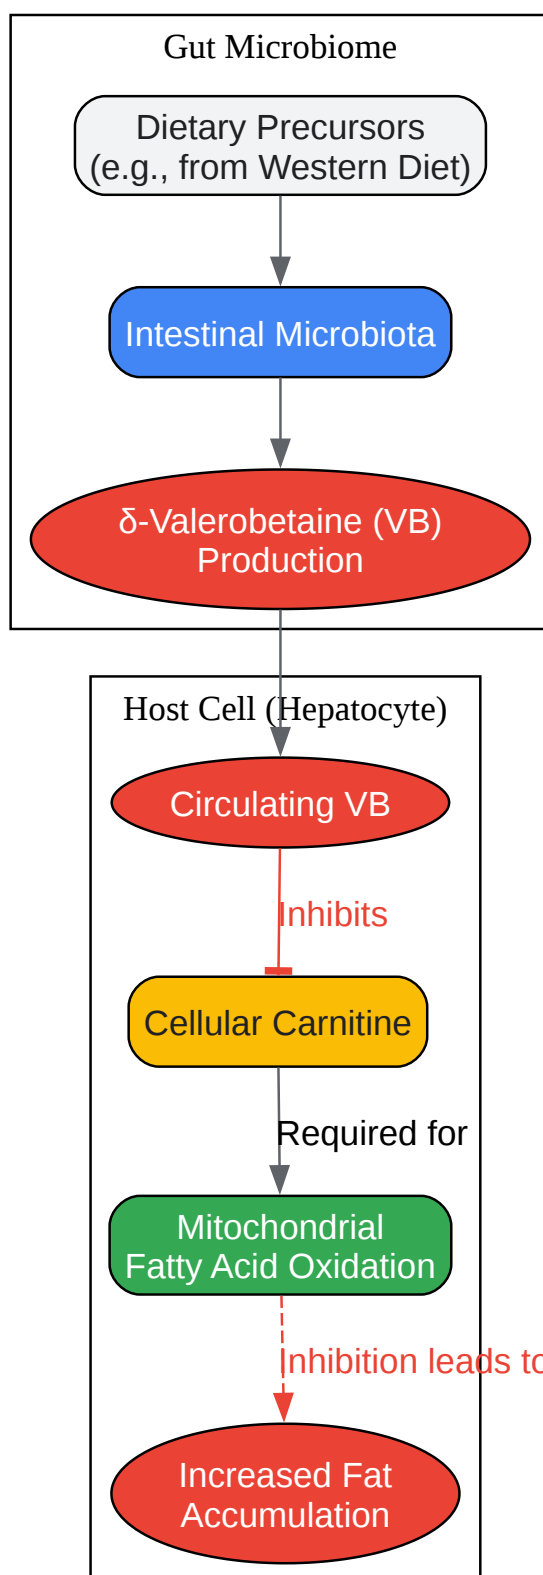 Gut Microbiome
Dietary Precursors
(e.g., from Western Diet)
Intestinal Microbiota
δ-Valerobetaine (VB)
Production
Host Cell (Hepatocyte)
Circulating VB
Inhibits
Cellular Carnitine
Required for
Mitochondrial
Fatty Acid Oxidation
Inhibition leads to
Increased Fat
Accumulation